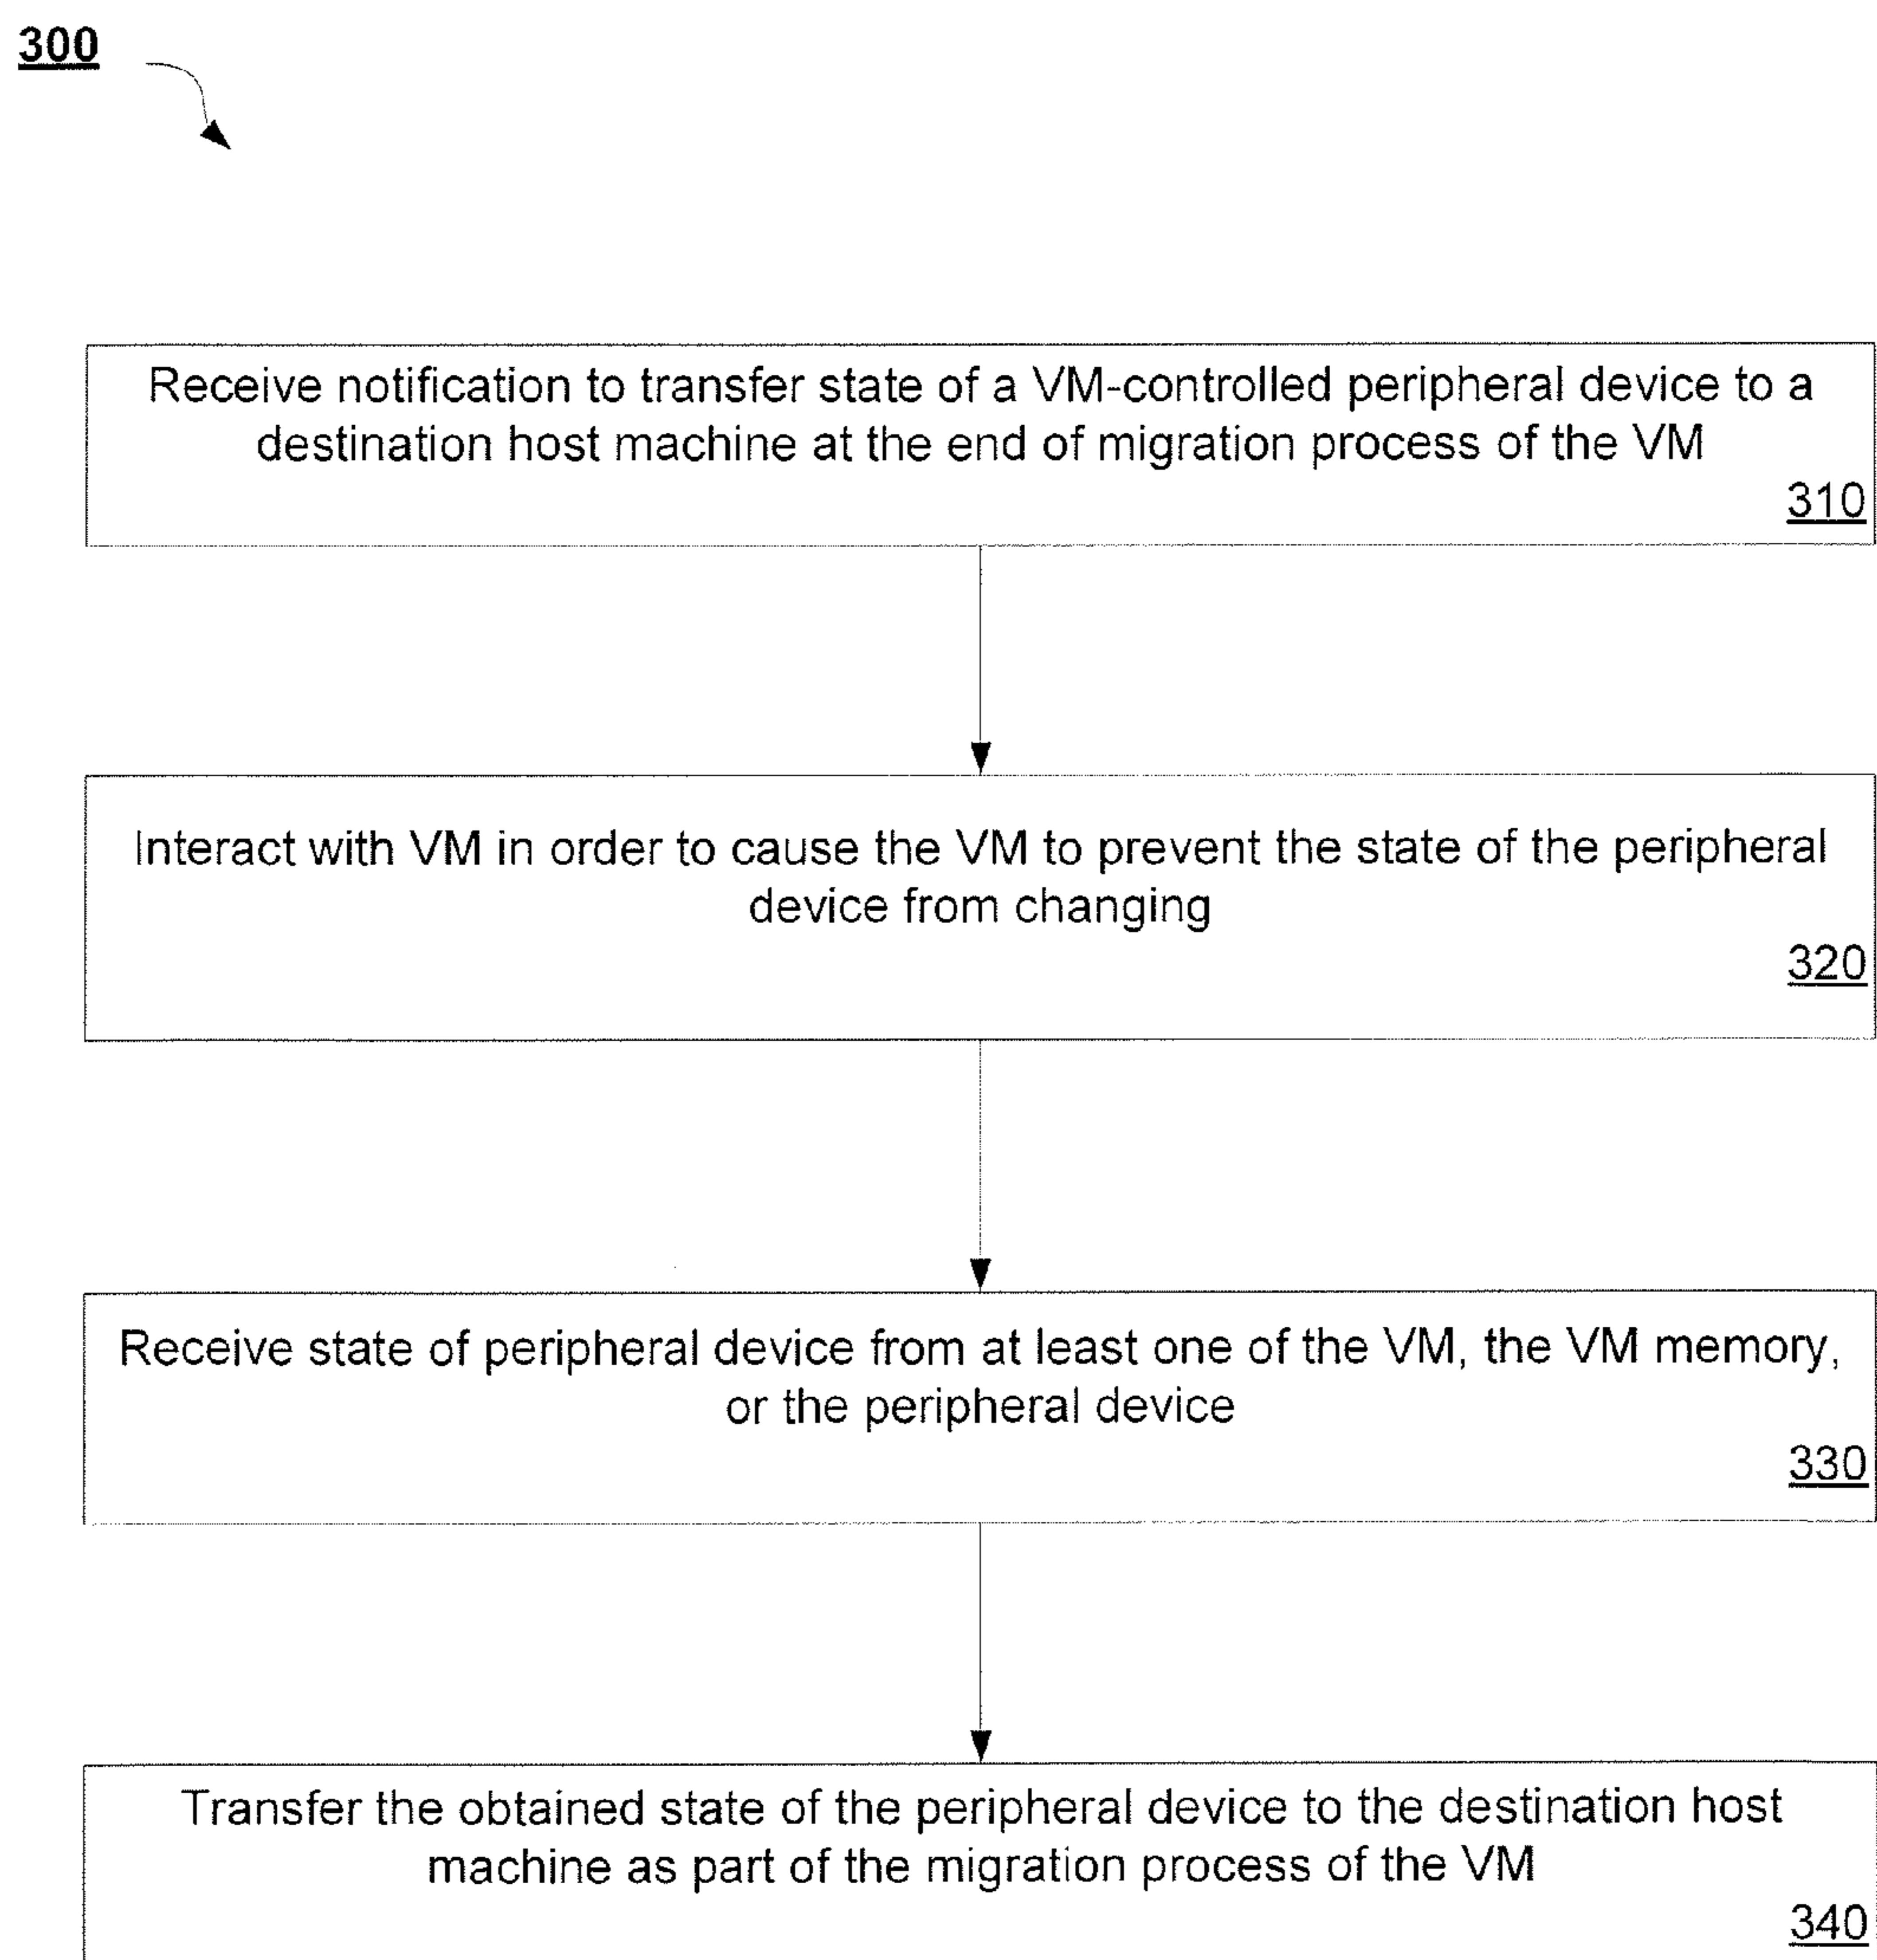 300
Receive notification to transfer state of a VM-controlled peripheral device to a
destination host machine at the end of migration process of the VM
310
Interact with VM in order to cause the VM to prevent the state of the peripheral
device from changing
320
Receive state of peripheral device from at least one of the VM, the VM memory,
or the peripheral device
330
Transfer the obtained state of the peripheral device to the destination host
machine as part of the migration process of the VM
340